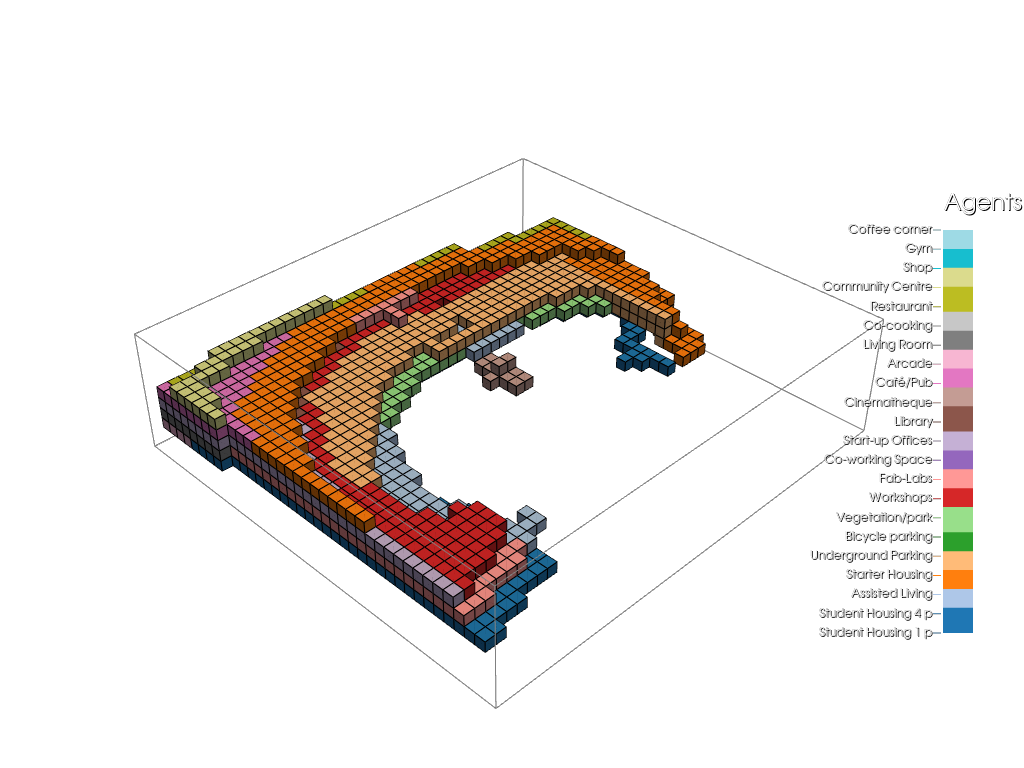 Agents
Coffee corner
Gym
Shop
Community Centre
Restaurant
Co-cooking
Living Room
Arcade
Café/Pub
Cinematheque
Library
Start-up Offices
Co-working Space
Fab-Labs
Workshops
Vegetation/park
Bicycle parking
Underground Parking
Starter Housing
Assisted Living
Student Housing 4 p
Student Housing 1 p